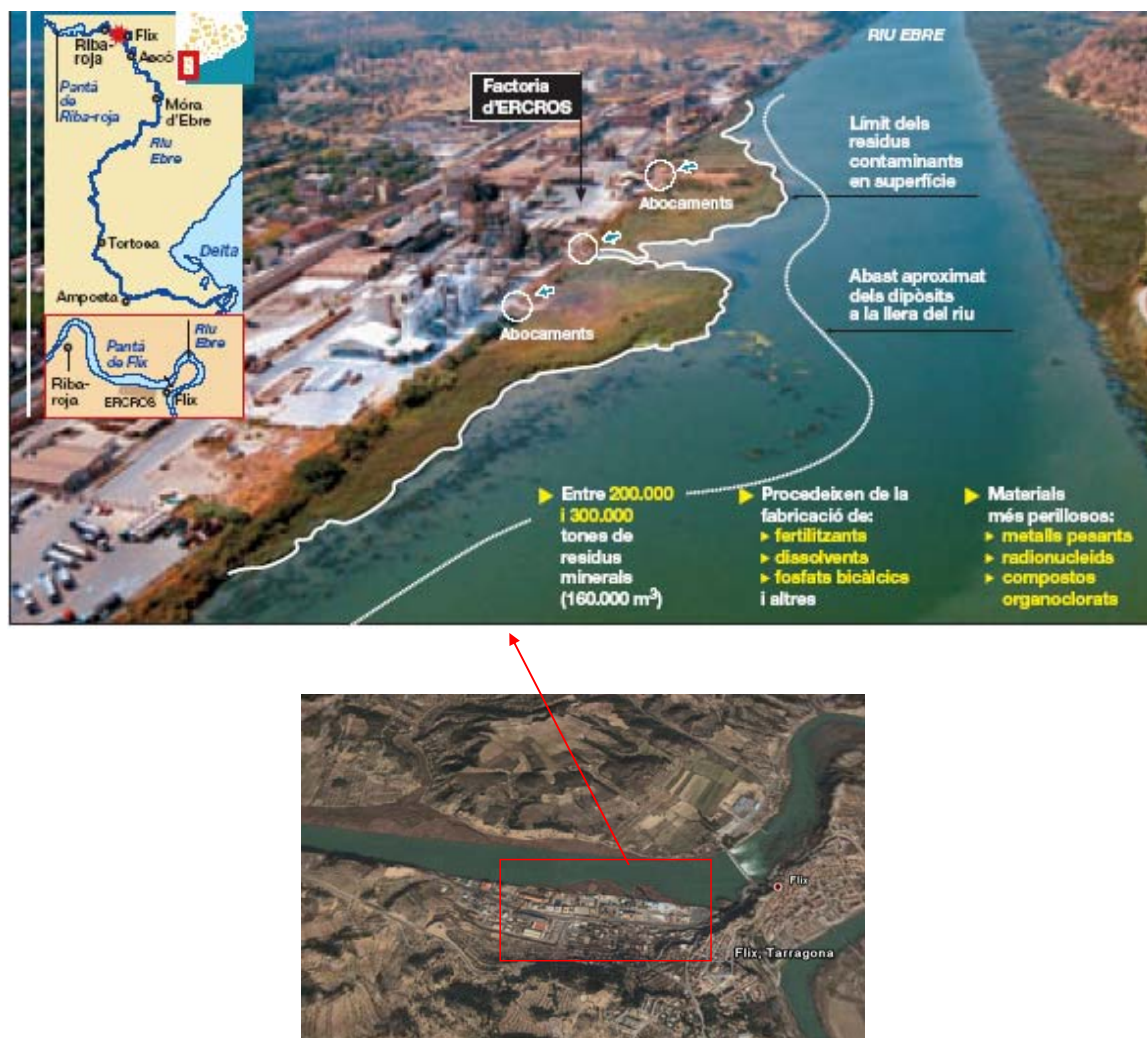 Riba-
roja
Flix
Ascó
Pantà
de
Riba-roja
Móra
d'Ebre
Riu
Ebre
Tortosa
Delta
Amposta
Riu
Ebre
Pantà
de Flix
Riba-
roja
ERCROS
Flix
RIU EBRE
Factoria
d'ERCROS
Límit dels
residus
contaminants
en superfície
Abocaments
Abast aproximat
dels dipòsits
a la llera del riu
Abocaments
Entre 200.000
i 300.000
tones de
residus
minerals
(160.000 m³)
Procedeixen de la
fabricació de:
fertilitzants
dissolvents
fosfats bicàlcics
i altres
Materials
més perillosos:
metalls pesants
radionucleids
compostos
organoclorats
Flix
Flix, Tarragona